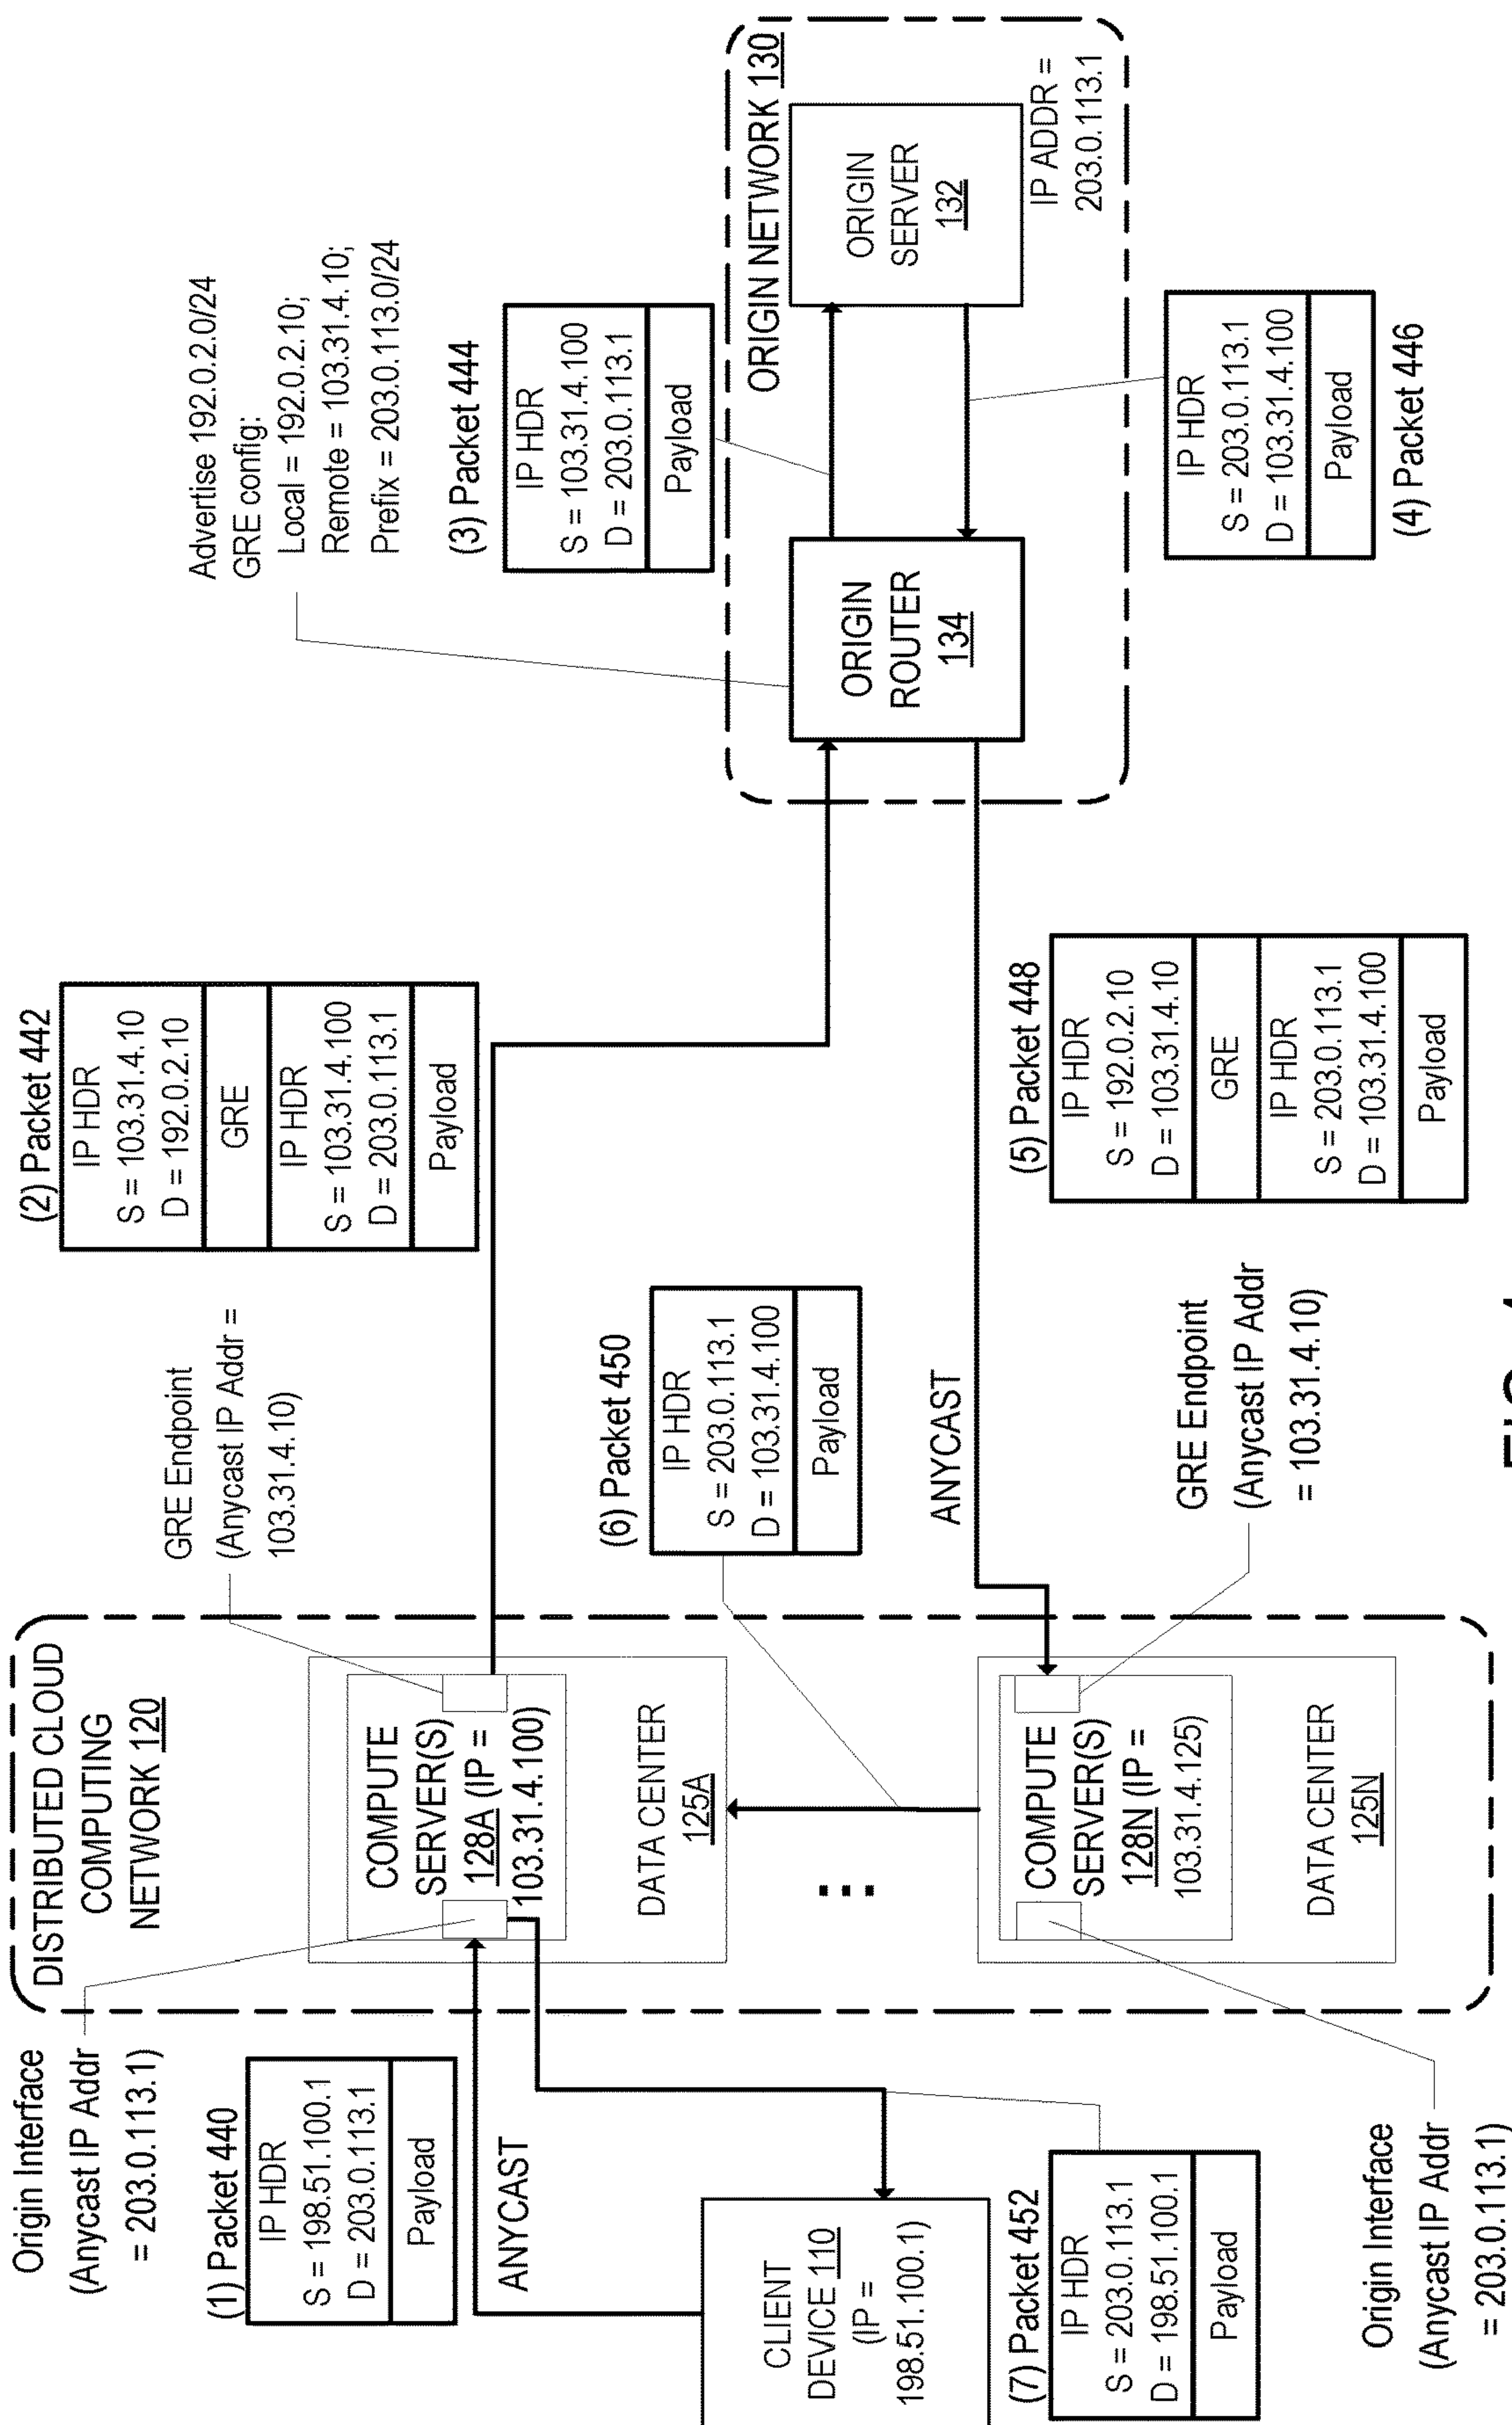 Origin Interface
(Anycast IP Addr
= 203.0.113.1)
(1) Packet 440
IP HDR
S = 198.51.100.1
D = 203.0.113.1
Payload
ANYCAST
CLIENT
DEVICE 110
(IP =
198.51.100.1)
(7) Packet 452
IP HDR
S = 203.0.113.1
D = 198.51.100.1
Payload
Origin Interface
(Anycast IP Addr
= 203.0.113.1)
DISTRIBUTED CLOUD
COMPUTING
NETWORK 120
COMPUTE
SERVER(S)
128A (IP =
103.31.4.100)
DATA CENTER
125A
...
COMPUTE
SERVER(S)
128N (IP =
103.31.4.125)
DATA CENTER
125N
GRE Endpoint
(Anycast IP Addr =
103.31.4.10)
(6) Packet 450
IP HDR
S = 203.0.113.1
D = 103.31.4.100
Payload
ANYCAST
GRE Endpoint
(Anycast IP Addr
= 103.31.4.10)
(2) Packet 442
IP HDR
S = 103.31.4.10
D = 192.0.2.10
GRE
IP HDR
S = 103.31.4.100
D = 203.0.113.1
Payload
(5) Packet 448
IP HDR
S = 192.0.2.10
D = 103.31.4.10
GRE
IP HDR
S = 203.0.113.1
D = 103.31.4.100
Payload
Advertise 192.0.2.0/24
GRE config:
Local = 192.0.2.10;
Remote = 103.31.4.10;
Prefix = 203.0.113.0/24
(3) Packet 444
IP HDR
S = 103.31.4.100
D = 203.0.113.1
Payload
ORIGIN NETWORK 130
ORIGIN
ROUTER
134
ORIGIN
SERVER
132
IP ADDR =
203.0.113.1
IP HDR
S = 203.0.113.1
D = 103.31.4.100
Payload
(4) Packet 446